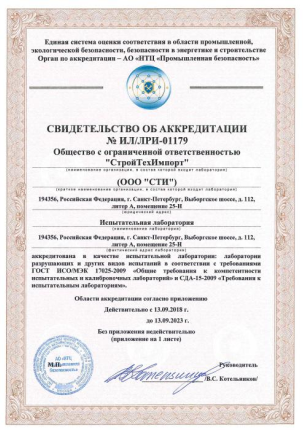 Единая система оценки соответствия в области промышленной,
экологической безопасности, безопасности в энергетике и строительстве
Орган по аккредитации – АО «НТЦ «Промышленная безопасность»
СВИДЕТЕЛЬСТВО ОБ АККРЕДИТАЦИИ
№ ИЛ/ЛРИ-01179
Общество с ограниченной ответственностью
"СтройТехИмпорт"
(наименование организации, в состав которой входит лаборатория)
(ООО "СТИ")
(краткое наименование организации, в состав которой входит лаборатория)
194356, Российская Федерация, г. Санкт-Петербург, Выборгское шоссе, д. 112,
литер А, помещение 25-Н
(юридический адрес)
Испытательная лаборатория
(наименование лаборатории)
194356, Российская Федерация, г. Санкт-Петербург, Выборгское шоссе, д. 112,
литер А, помещение 25-Н
(фактический адрес лаборатории)
аккредитована в качестве испытательной лаборатории: лаборатории
разрушающих и других видов испытаний в соответствии с требованиями
ГОСТ ИСО/МЭК 17025-2009 «Общие требования к компетентности
испытательных и калибровочных лабораторий» и СДА-15-2009 «Требования к
испытательным лабораториям».
Области аккредитации согласно приложению
Действительно с 13.09.2018 г.
до 13.09.2023 г.
Без приложения недействительно
(приложение на 1 листе)
Руководитель
М.П.
/В.С. Котельников/
АО «НТЦ